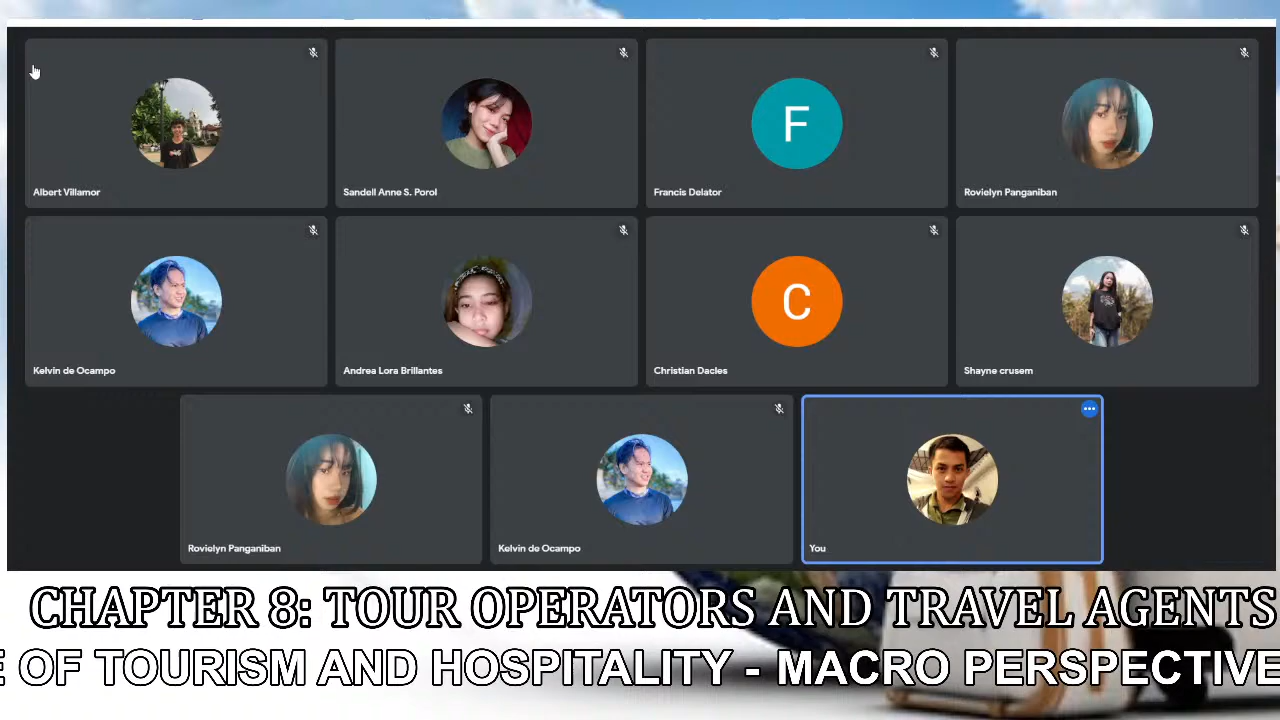 Albert Villamor
Sandell Anne S. Porol
F
Francis Delator
Rovielyn Panganiban
Kelvin de Ocampo
Andrea Lora Brillantes
C
Christian Dacles
Shayne crusem
Rovielyn Panganiban
Kelvin de Ocampo
You
CHAPTER 8: TOUR OPERATORS AND TRAVEL AGENTS
E OF TOURISM AND HOSPITALITY - MACRO PERSPECTIVE